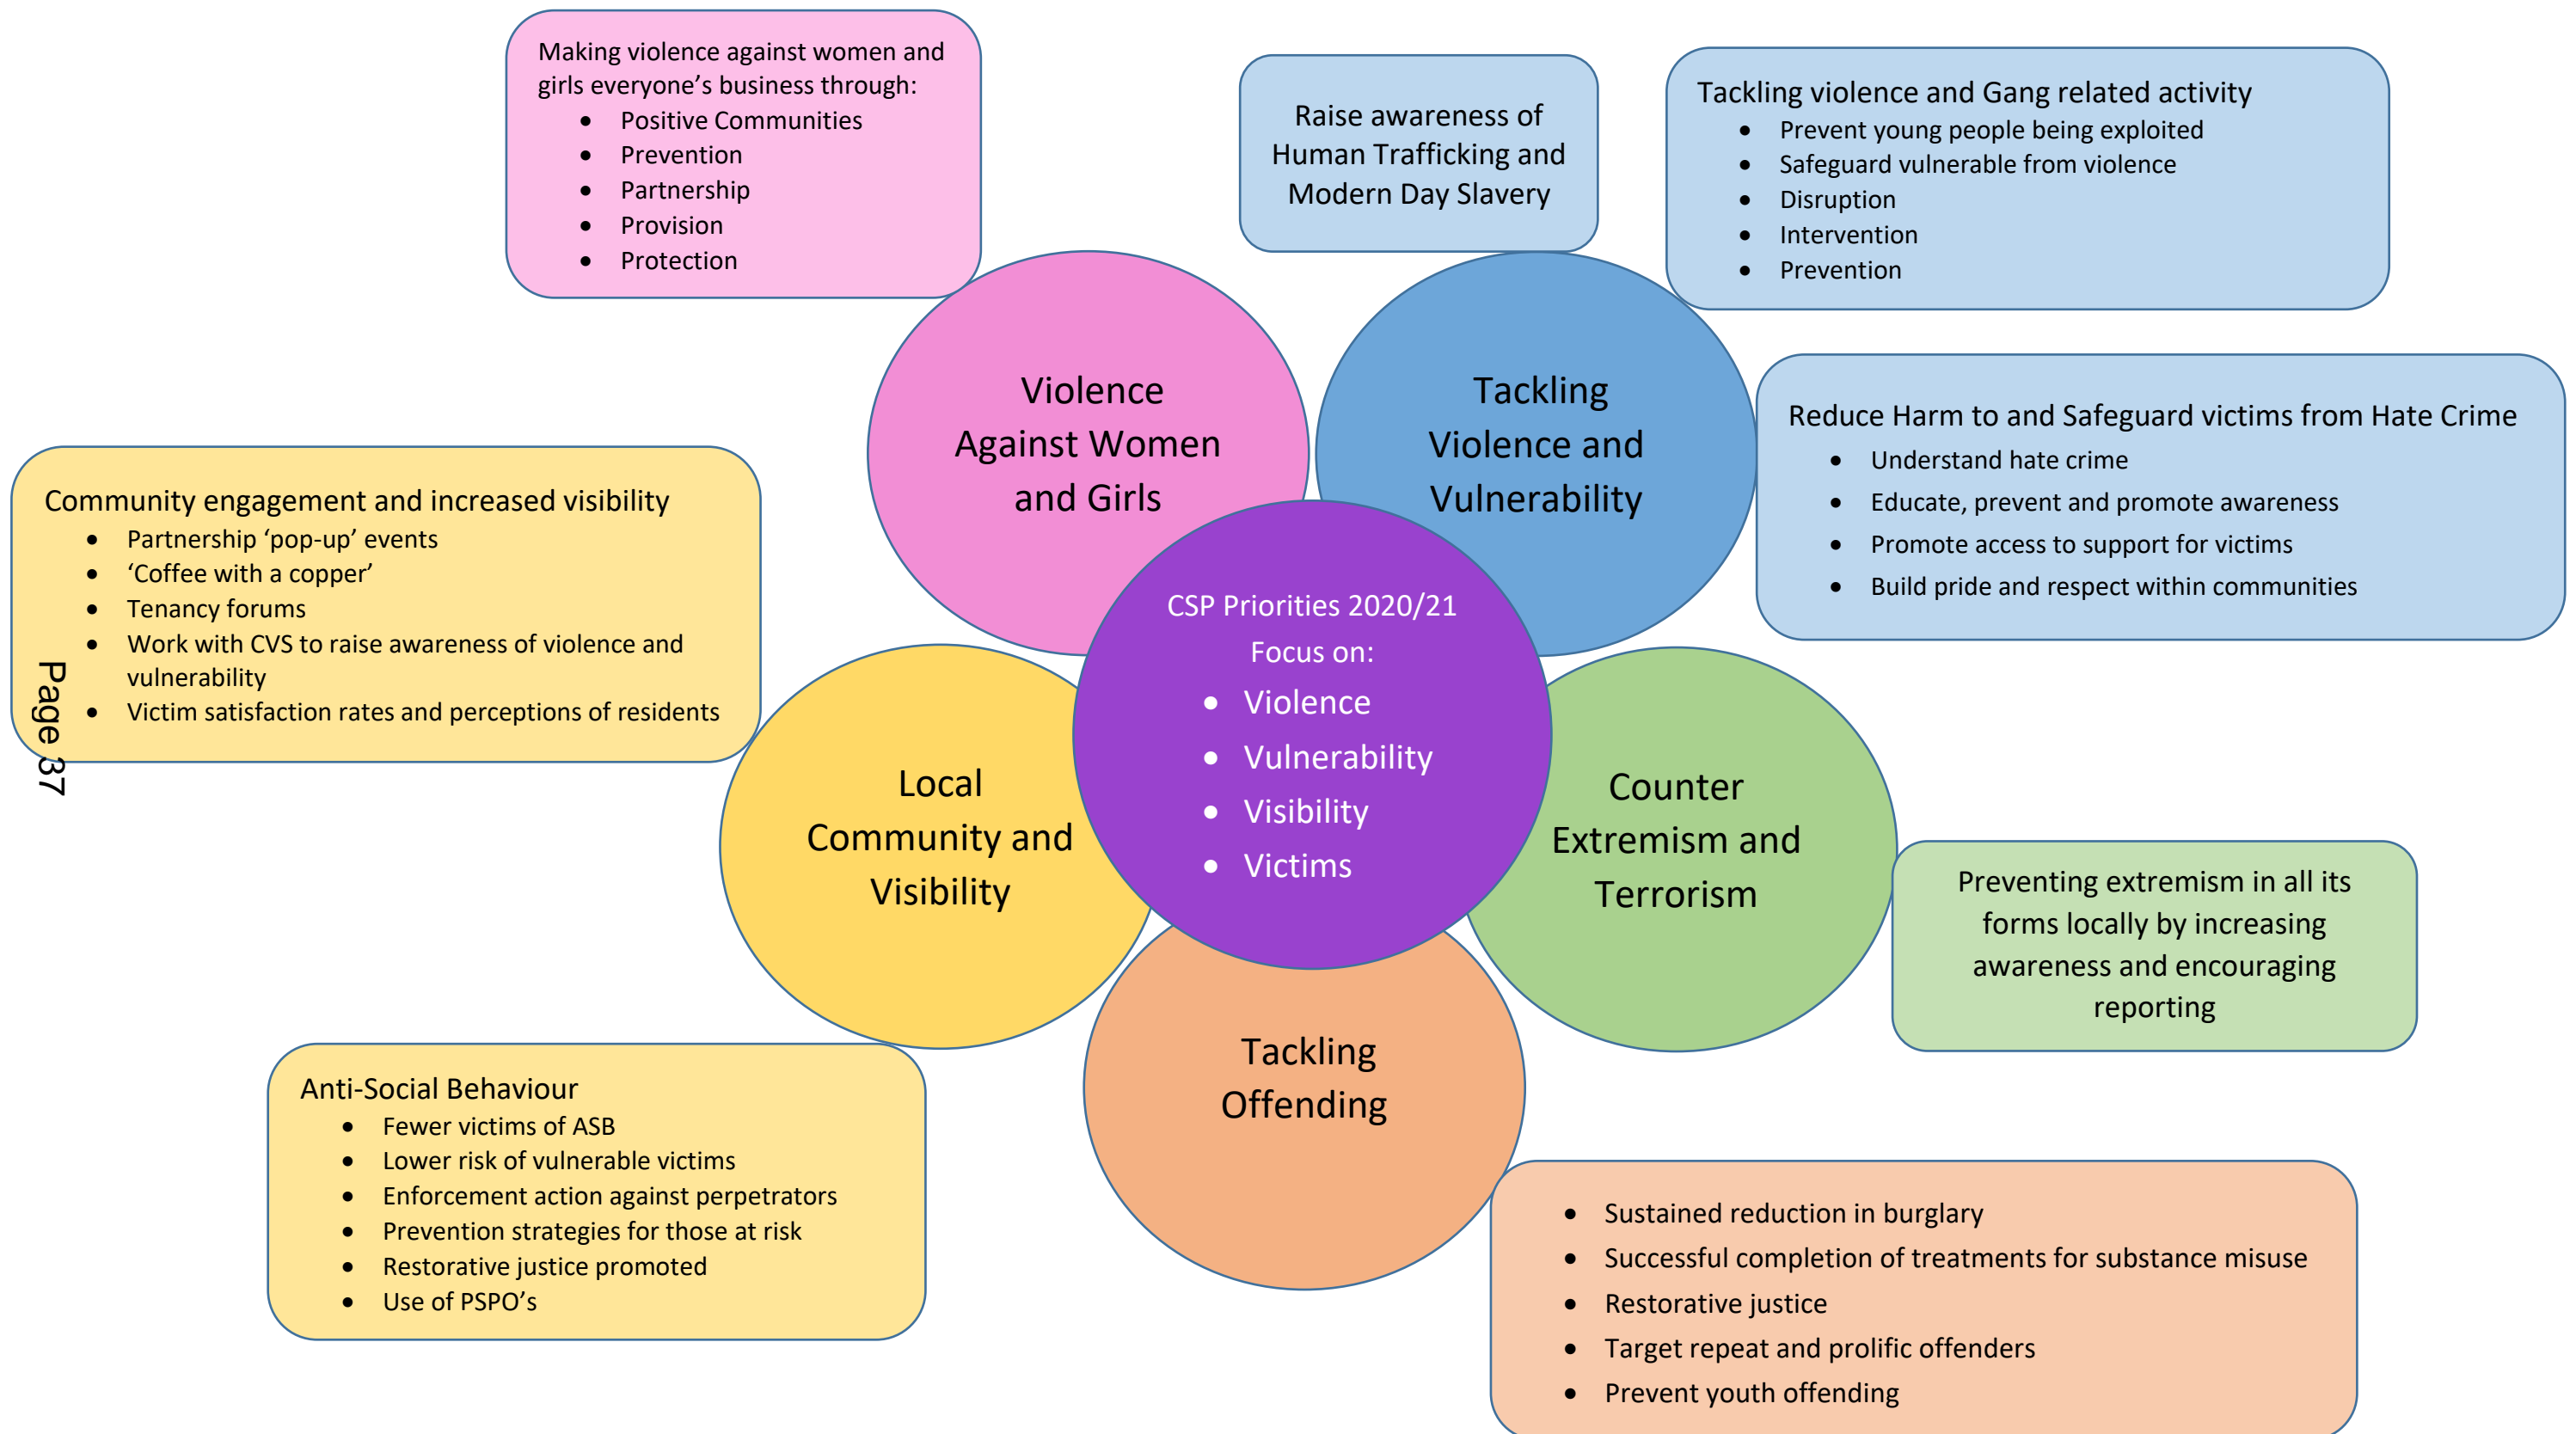 Making violence against women and
girls everyone’s business through:
• Positive Communities
• Prevention
• Partnership
• Provision
• Protection
Raise awareness of
Human Trafficking and
Modern Day Slavery
Tackling violence and Gang related activity
• Prevent young people being exploited
• Safeguard vulnerable from violence
• Disruption
• Intervention
• Prevention
Violence
Against Women
and Girls
Tackling
Violence and
Vulnerability
Reduce Harm to and Safeguard victims from Hate Crime
• Understand hate crime
• Educate, prevent and promote awareness
• Promote access to support for victims
• Build pride and respect within communities
Community engagement and increased visibility
• Partnership ‘pop-up’ events
• ‘Coffee with a copper’
• Tenancy forums
• Work with CVS to raise awareness of violence and
vulnerability
• Victim satisfaction rates and perceptions of residents
Page 37
CSP Priorities 2020/21
Focus on:
• Violence
• Vulnerability
• Visibility
• Victims
Local
Community and
Visibility
Counter
Extremism and
Terrorism
Preventing extremism in all its
forms locally by increasing
awareness and encouraging
reporting
Tackling
Offending
Anti-Social Behaviour
• Fewer victims of ASB
• Lower risk of vulnerable victims
• Enforcement action against perpetrators
• Prevention strategies for those at risk
• Restorative justice promoted
• Use of PSPO’s
• Sustained reduction in burglary
• Successful completion of treatments for substance misuse
• Restorative justice
• Target repeat and prolific offenders
• Prevent youth offending